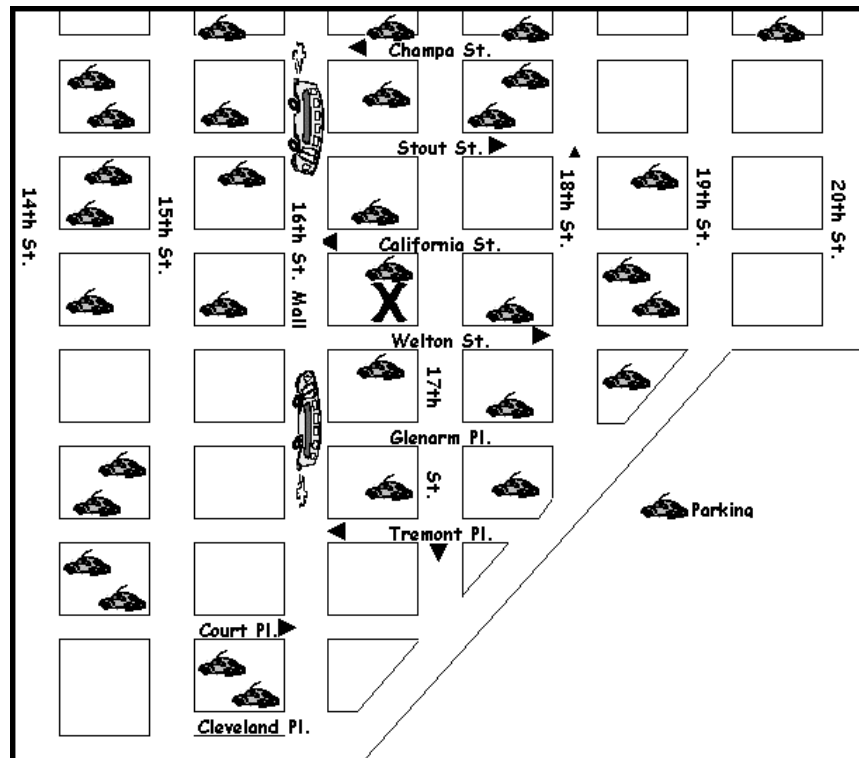 Champa St.
Stout St.
14th St.
15th St.
16th St. Mall
18th St.
19th St.
20th St.
California St.
X
Welton St.
17th St.
Glenarm Pl.
Parking
Tremont Pl.
Court Pl.
Cleveland Pl.